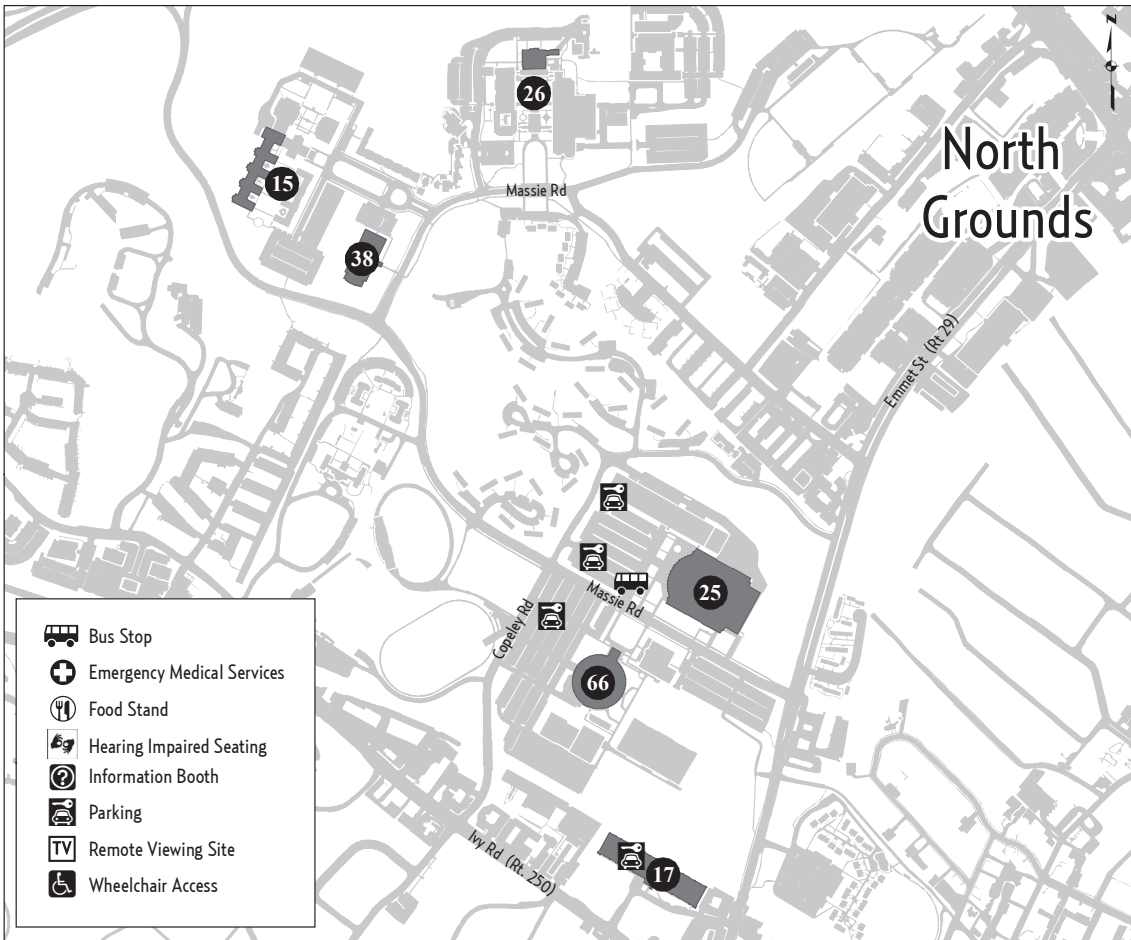 N
26
North
Grounds
15
Massie Rd
38
Emmet St (Rt 29)
25
Massie Rd
Copeley Rd
66
Ivy Rd (Rt. 250)
17
Bus Stop
Emergency Medical Services
Food Stand
Hearing Impaired Seating
? Information Booth
Parking
TV Remote Viewing Site
Wheelchair Access